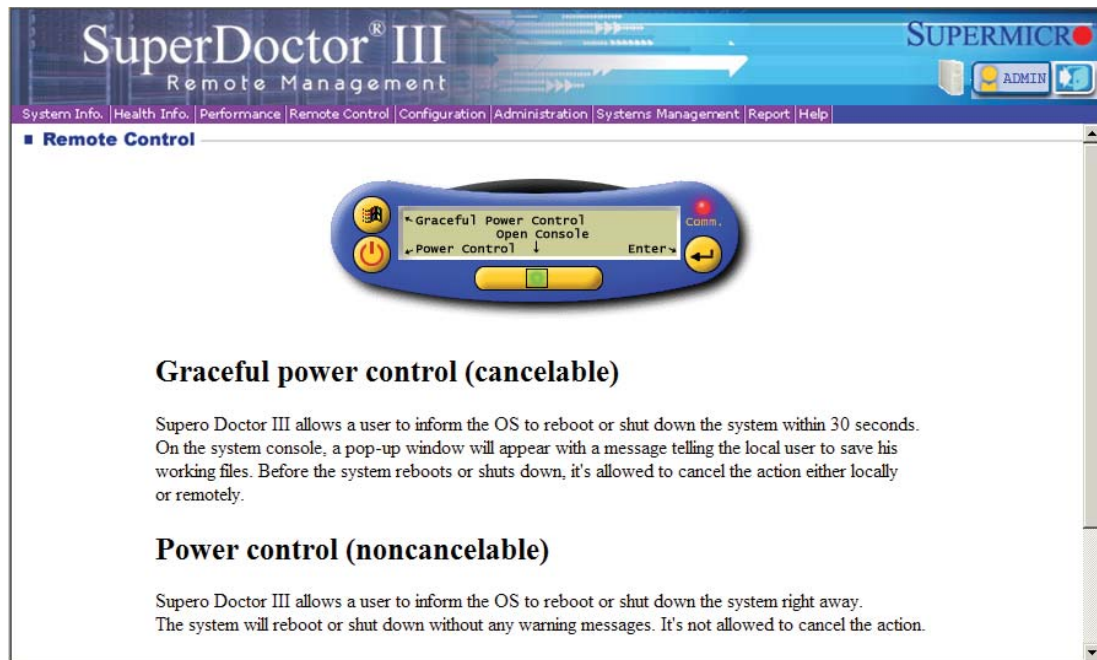 SuperDoctor® III
Remote Management
SUPERMICR
ADMIN
System Info. Health Info. Performance Remote Control Configuration Administration Systems Management Report Help
Remote Control
Graceful Power Control
Open Console
Power Control ↓ Enter
Comm.
Graceful power control (cancelable)
Supero Doctor III allows a user to inform the OS to reboot or shut down the system within 30 seconds.
On the system console, a pop-up window will appear with a message telling the local user to save his
working files. Before the system reboots or shuts down, it's allowed to cancel the action either locally
or remotely.
Power control (noncancelable)
Supero Doctor III allows a user to inform the OS to reboot or shut down the system right away.
The system will reboot or shut down without any warning messages. It's not allowed to cancel the action.